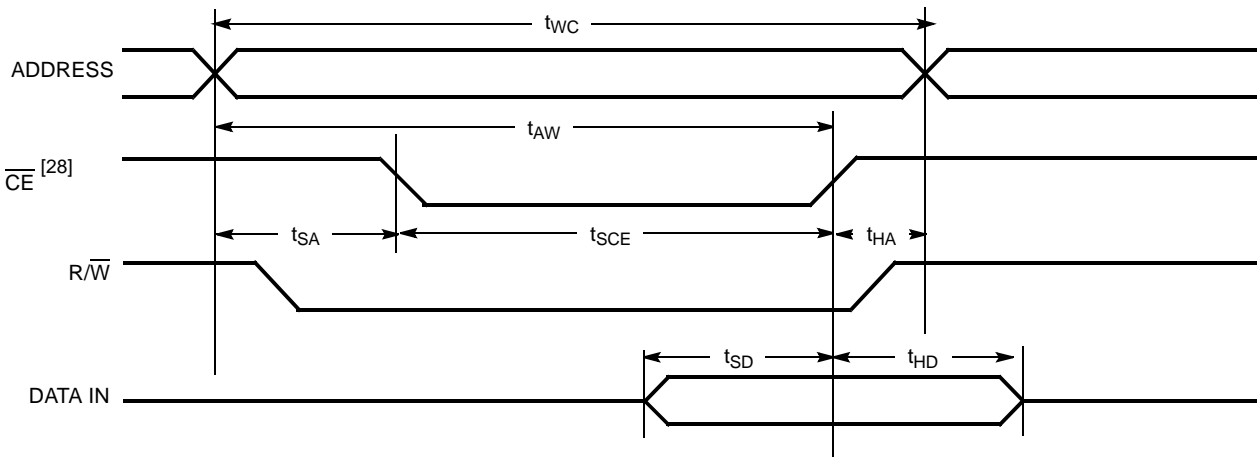 tWC
ADDRESS
tAW
CE [28]
tSA
tSCE
tHA
R/W
tSD
tHD
DATA IN